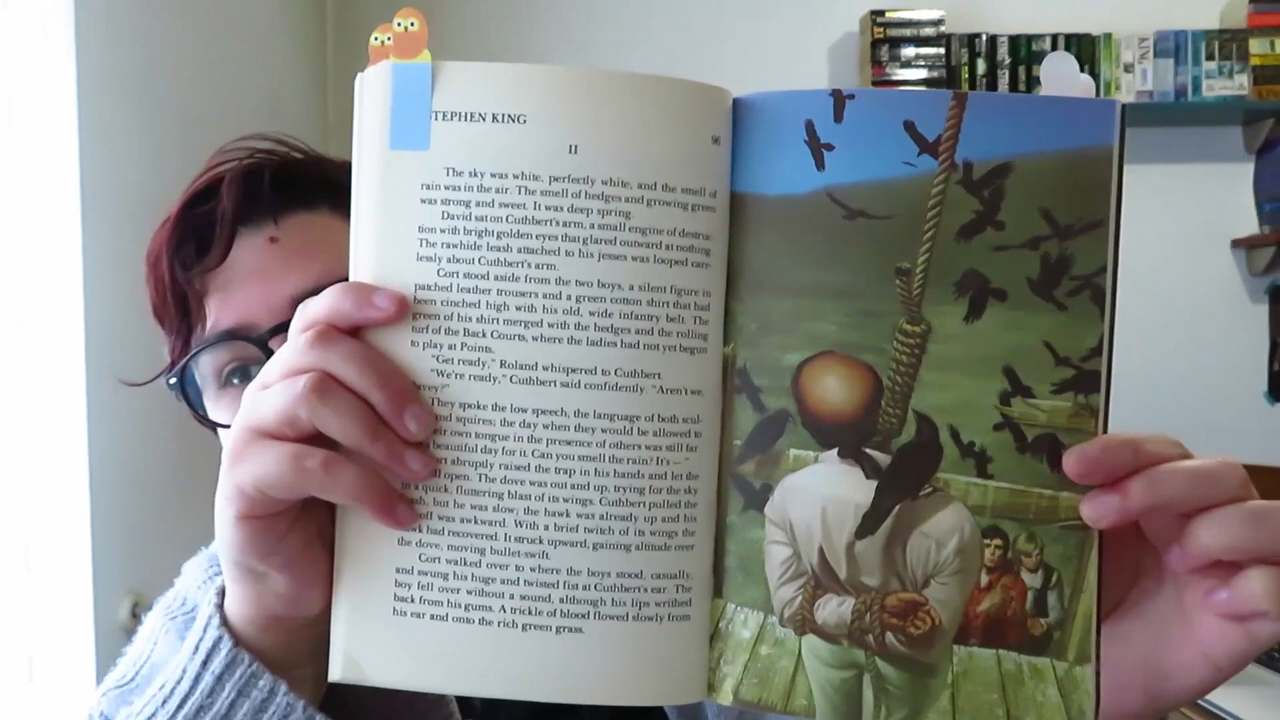 STEPHEN KING
96
II
The sky was white, perfectly white, and the smell of
rain was in the air. The smell of hedges and growing green
was strong and sweet. It was deep spring.
David sat on Cuthbert's arm, a small engine of destruc-
tion with bright golden eyes that glared outward at nothing.
The rawhide leash attached to his jesses was looped care-
lessly about Cuthbert's arm.
Cort stood aside from the two boys, a silent figure in
patched leather trousers and a green cotton shirt that had
been cinched high with his old, wide infantry belt. The
green of his shirt merged with the hedges and the rolling
turf of the Back Courts, where the ladies had not yet begun
to play at Points.
"Get ready," Roland whispered to Cuthbert.
"We're ready," Cuthbert said confidently. "Aren't we,
They spoke the low speech, the language of both scul-
and squires; the day when they would be allowed to
own tongue in the presence of others was still far.
beautiful day for it. Can you smell the rain? It's — "
abruptly raised the trap in his hands and let the
open. The dove was out and up, trying for the sky
in a quick, fluttering blast of its wings. Cuthbert pulled the
but he was slow; the hawk was already up and his
was awkward. With a brief twitch of its wings the
had recovered. It struck upward, gaining altitude over
the dove, moving bullet-swift.
Cort walked over to where the boys stood, casually,
and swung his huge and twisted fist at Cuthbert's ear. The
boy fell over without a sound, although his lips writhed
back from his gums. A trickle of blood flowed slowly from
his ear and onto the rich green grass.
KING